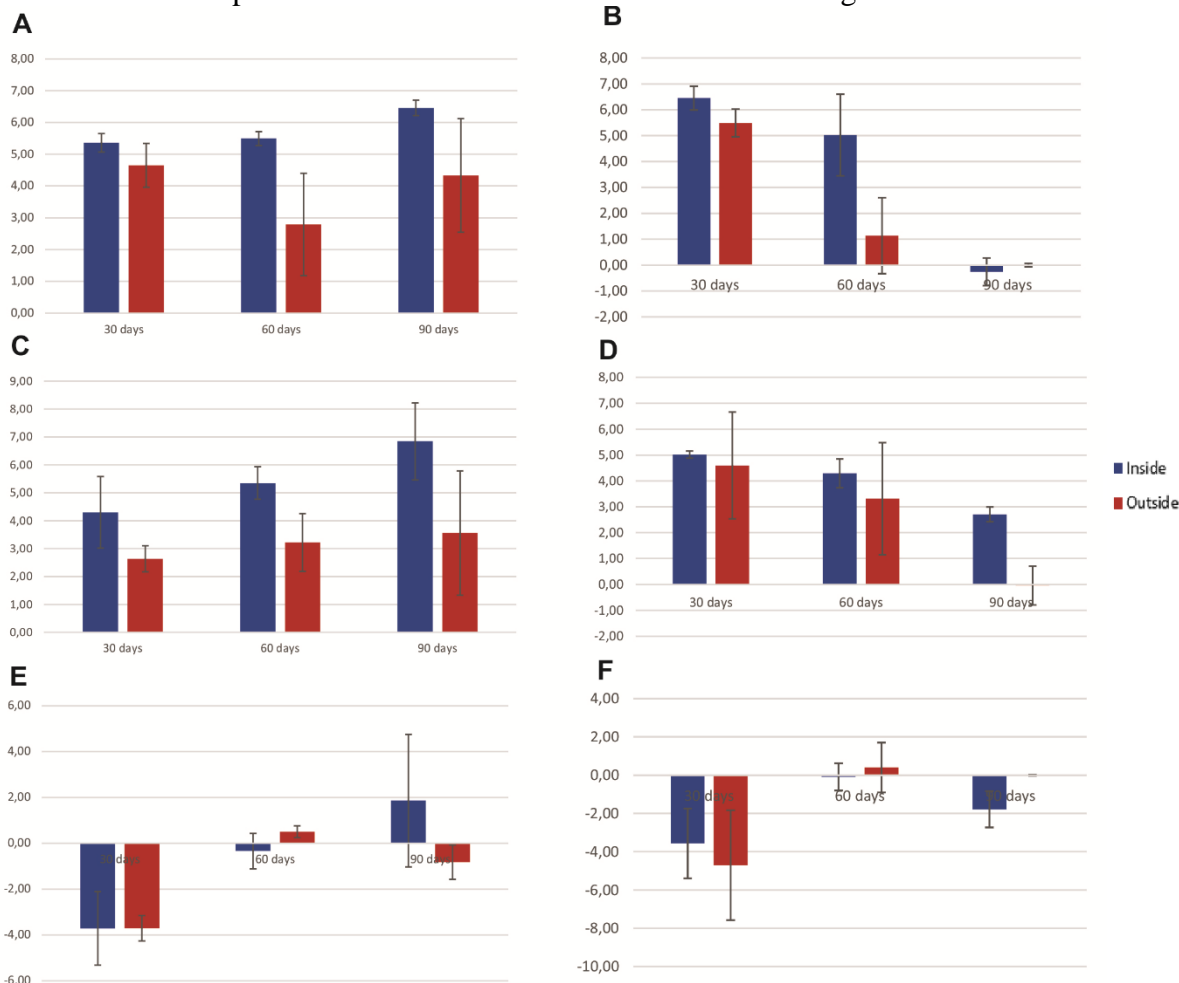 A
8,00
7,00
6,00
5,00
4,00
3,00
2,00
1,00
0,00
30 days
60 days
90 days
B
8,00
7,00
6,00
5,00
4,00
3,00
2,00
1,00
0,00
-1,00
-2,00
30 days
60 days
90 days
C
9,00
8,00
7,00
6,00
5,00
4,00
3,00
2,00
1,00
0,00
30 days
60 days
90 days
D
8,00
7,00
6,00
5,00
4,00
3,00
2,00
1,00
0,00
-1,00
-2,00
30 days
60 days
90 days
Inside
Outside
E
6,00
4,00
2,00
0,00
-2,00
-4,00
-6,00
30 days
60 days
90 days
F
4,00
2,00
0,00
-2,00
-4,00
-6,00
-8,00
-10,00
30 days
60 days
90 days